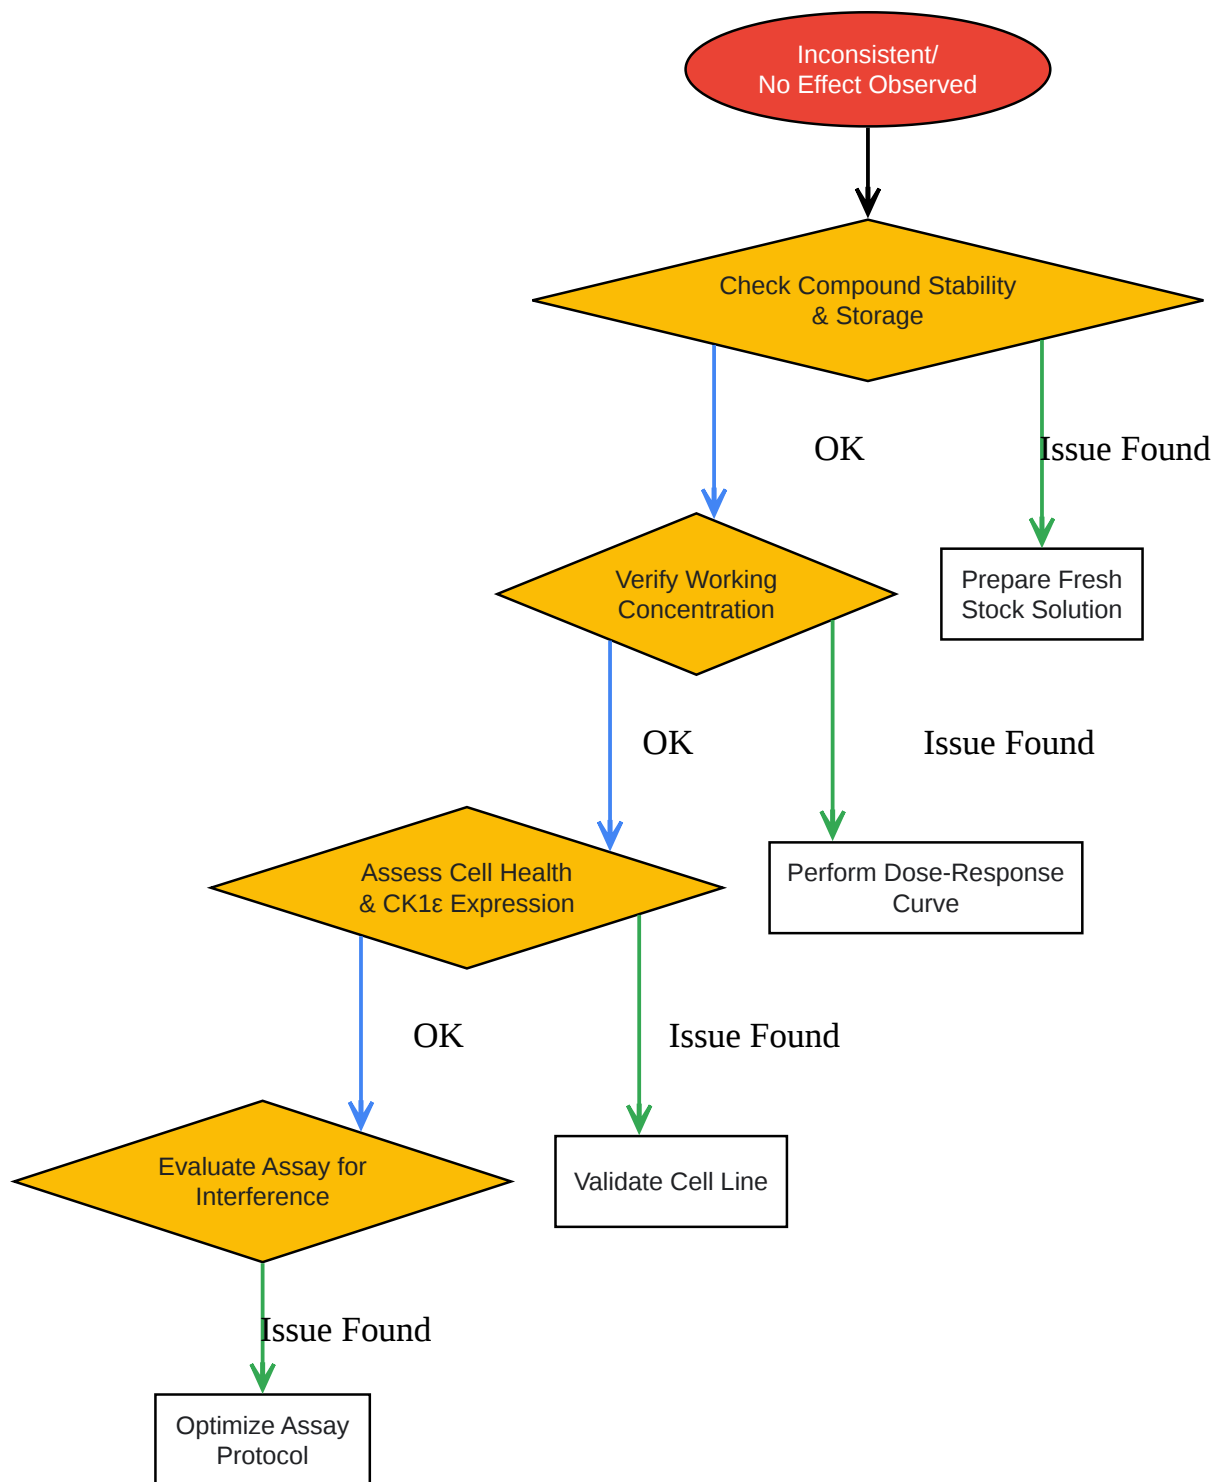 Inconsistent/
No Effect Observed
Check Compound Stability
& Storage
OK
Issue Found
Verify Working
Concentration
Prepare Fresh
Stock Solution
OK
Issue Found
Assess Cell Health
& CK1ε Expression
Perform Dose-Response
Curve
OK
Issue Found
Evaluate Assay for
Interference
Validate Cell Line
Issue Found
Optimize Assay
Protocol